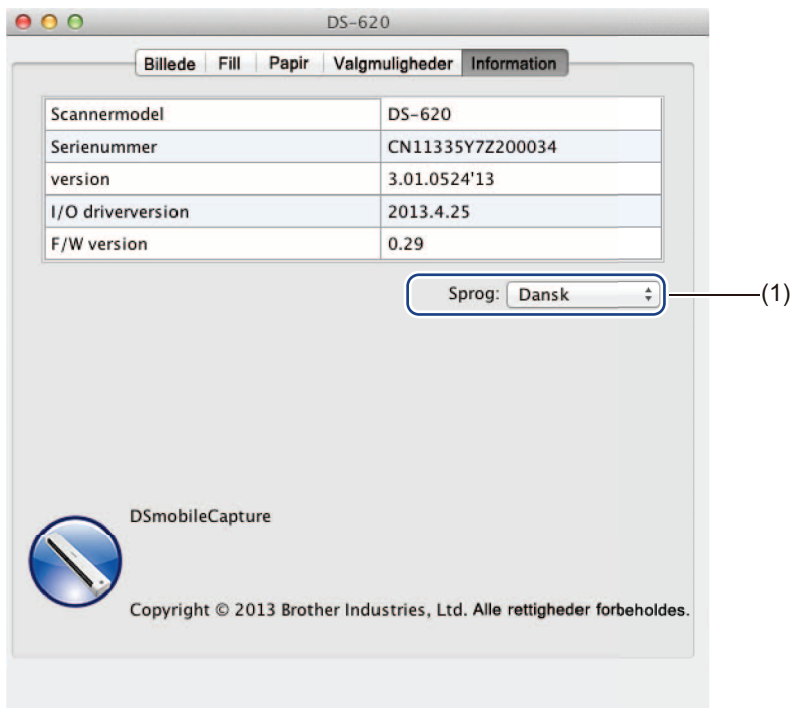 DS-620
Billede Fill Papir Valgmuligheder Information
Scannermodel DS-620
Serienummer CN11335Y7Z200034
version 3.01.0524'13
I/O driverversion 2013.4.25
F/W version 0.29
Sprog: Dansk (1)
DSmobileCapture
Copyright © 2013 Brother Industries, Ltd. Alle rettigheder forbeholdes.